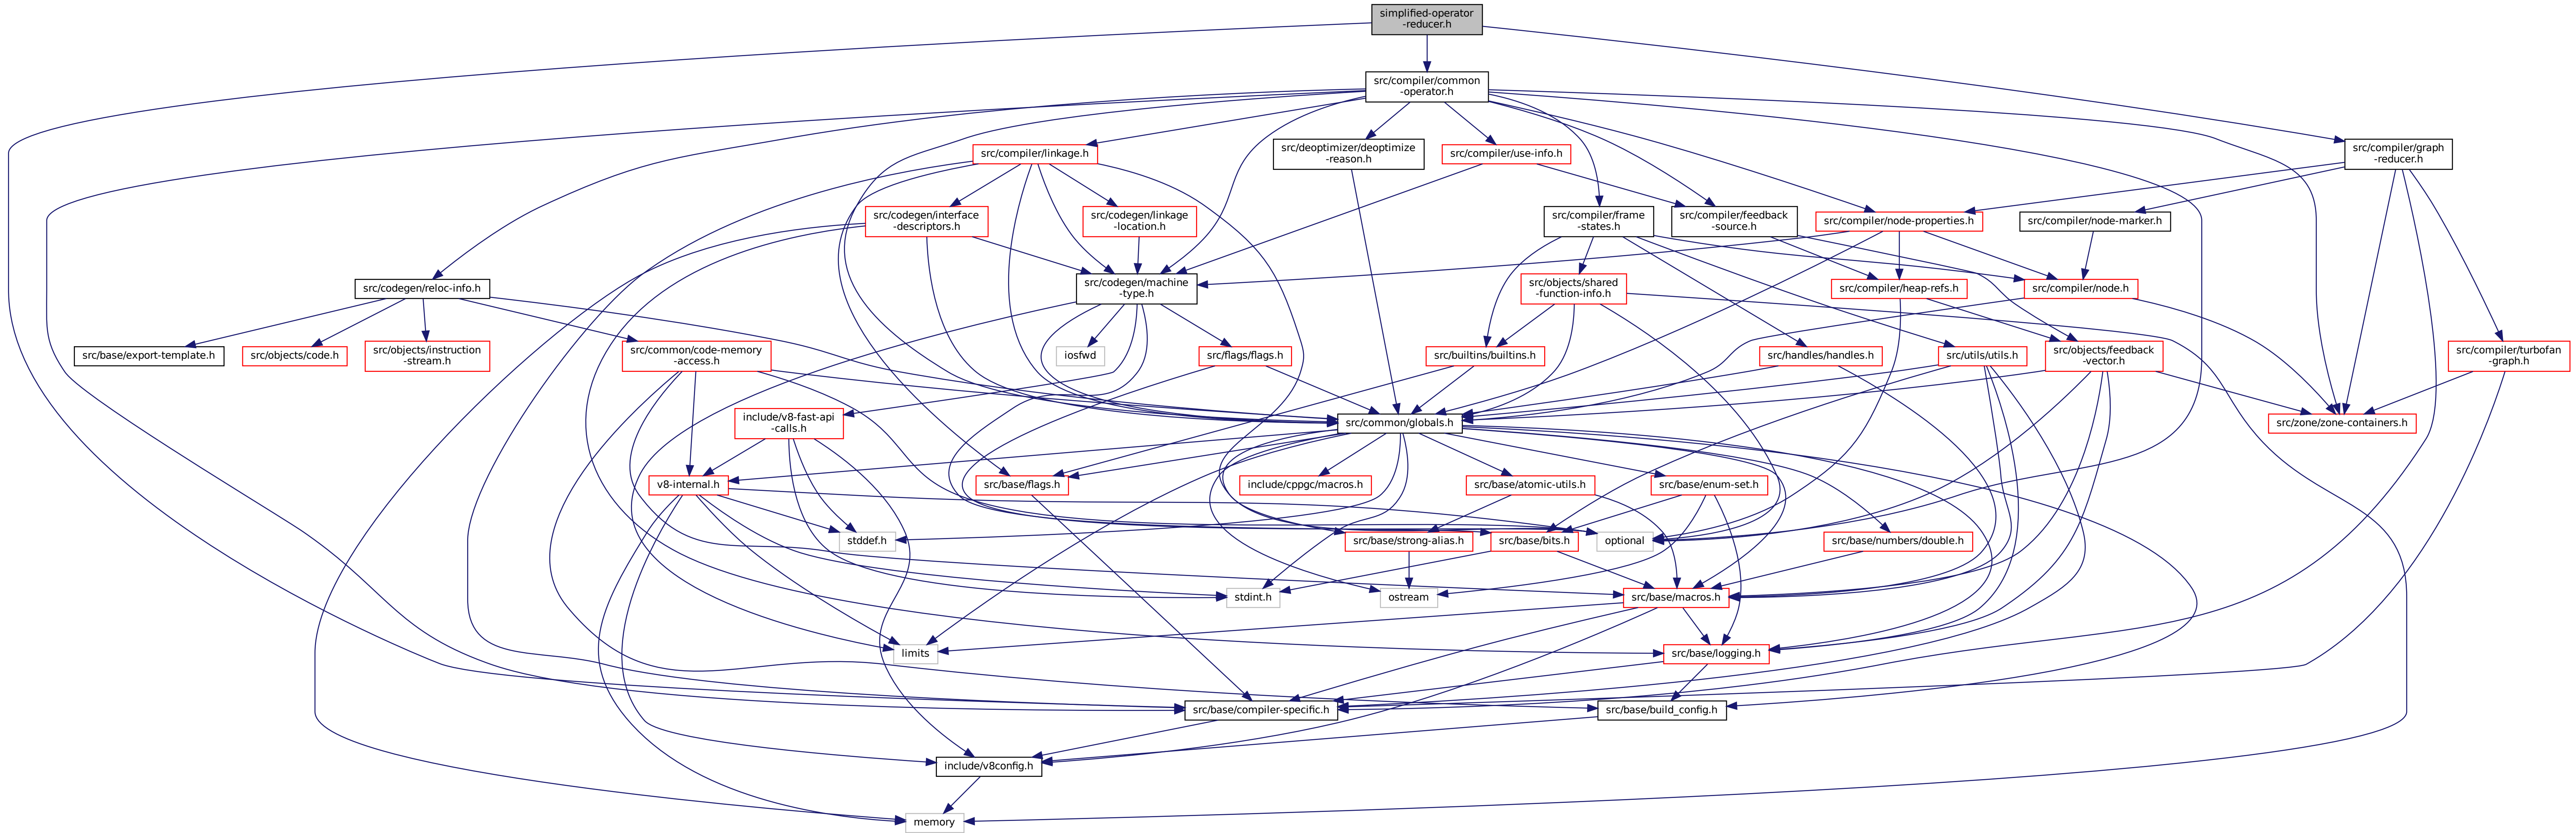 simplified-operator
-reducer.h
src/compiler/common
-operator.h
src/compiler/linkage.h
src/deoptimizer/deoptimize
-reason.h
src/compiler/use-info.h
src/compiler/graph
-reducer.h
src/codegen/interface
-descriptors.h
src/codegen/linkage
-location.h
src/compiler/frame
-states.h
src/compiler/feedback
-source.h
src/compiler/node-properties.h
src/compiler/node-marker.h
src/codegen/reloc-info.h
src/codegen/machine
-type.h
src/objects/shared
-function-info.h
src/compiler/heap-refs.h
src/compiler/node.h
src/base/export-template.h
src/objects/code.h
src/objects/instruction
-stream.h
src/common/code-memory
-access.h
iosfwd
src/flags/flags.h
src/builtins/builtins.h
src/handles/handles.h
src/utils/utils.h
src/objects/feedback
-vector.h
src/compiler/turbofan
-graph.h
include/v8-fast-api
-calls.h
src/common/globals.h
src/zone/zone-containers.h
v8-internal.h
src/base/flags.h
include/cppgc/macros.h
src/base/atomic-utils.h
src/base/enum-set.h
stddef.h
src/base/strong-alias.h
src/base/bits.h
optional
src/base/numbers/double.h
stdint.h
ostream
src/base/macros.h
limits
src/base/logging.h
src/base/compiler-specific.h
src/base/build_config.h
include/v8config.h
memory